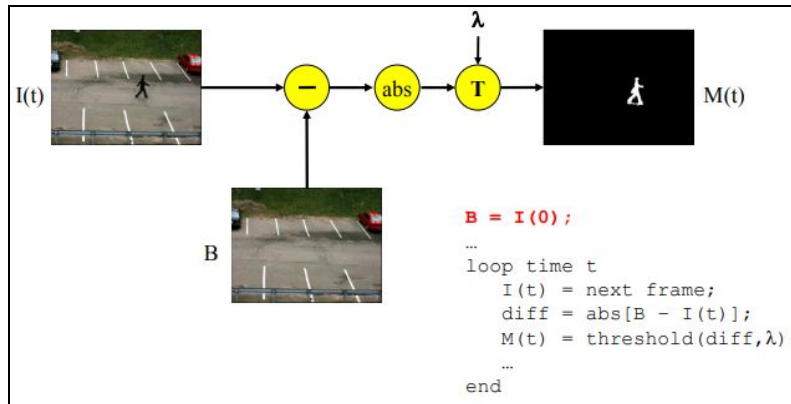 λ
I(t)
−
abs
T
M(t)
B
B = I(0);
…
loop time t
I(t) = next frame;
diff = abs[B – I(t)];
M(t) = threshold(diff,λ)
…
end